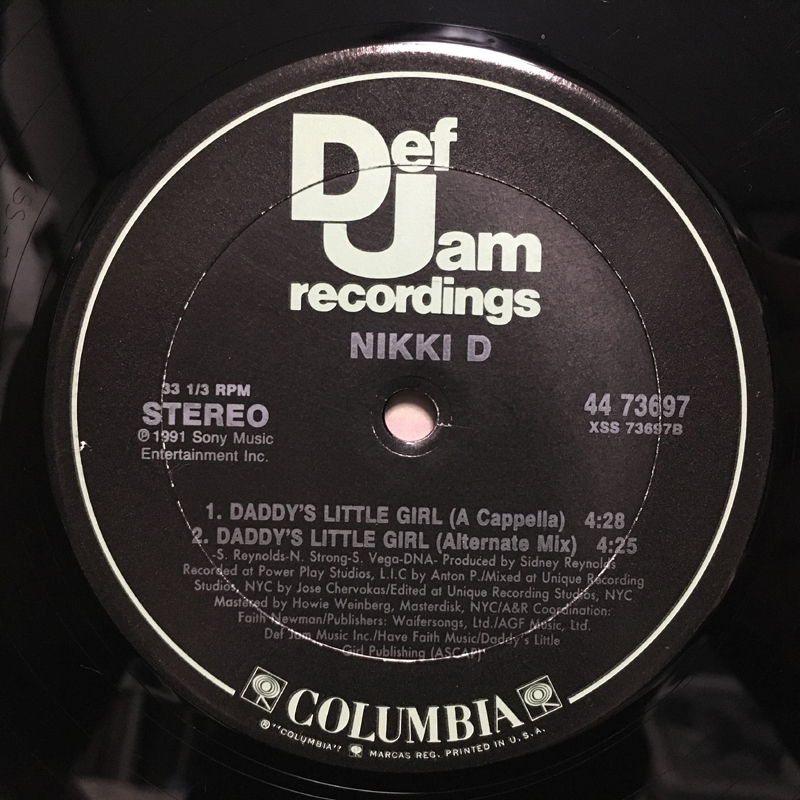 Def
Jam
recordings
NIKKI D
33 1/3 RPM
STEREO
℗ 1991 Sony Music
Entertainment Inc.
44 73697
XSS 73697B
1. DADDY'S LITTLE GIRL (A Cappella) 4:28
2. DADDY'S LITTLE GIRL (Alternate Mix) 4:25
-S. Reynolds-N. Strong-S. Vega-DNA- Produced by Sidney Reynolds
Recorded at Power Play Studios, L.I.C by Anton P./Mixed at Unique Recording
Studios, NYC by Jose Chervokas/Edited at Unique Recording Studios, NYC
Mastered by Howie Weinberg, Masterdisk, NYC/A&R Coordination:
Faith Newman/Publishers: Waifersongs, Ltd./AGF Music, Ltd.
Def Jam Music Inc./Have Faith Music/Daddy's Little
Girl Publishing (ASCAP)
COLUMBIA
® "COLUMBIA", MARCAS REG. PRINTED IN U.S.A.